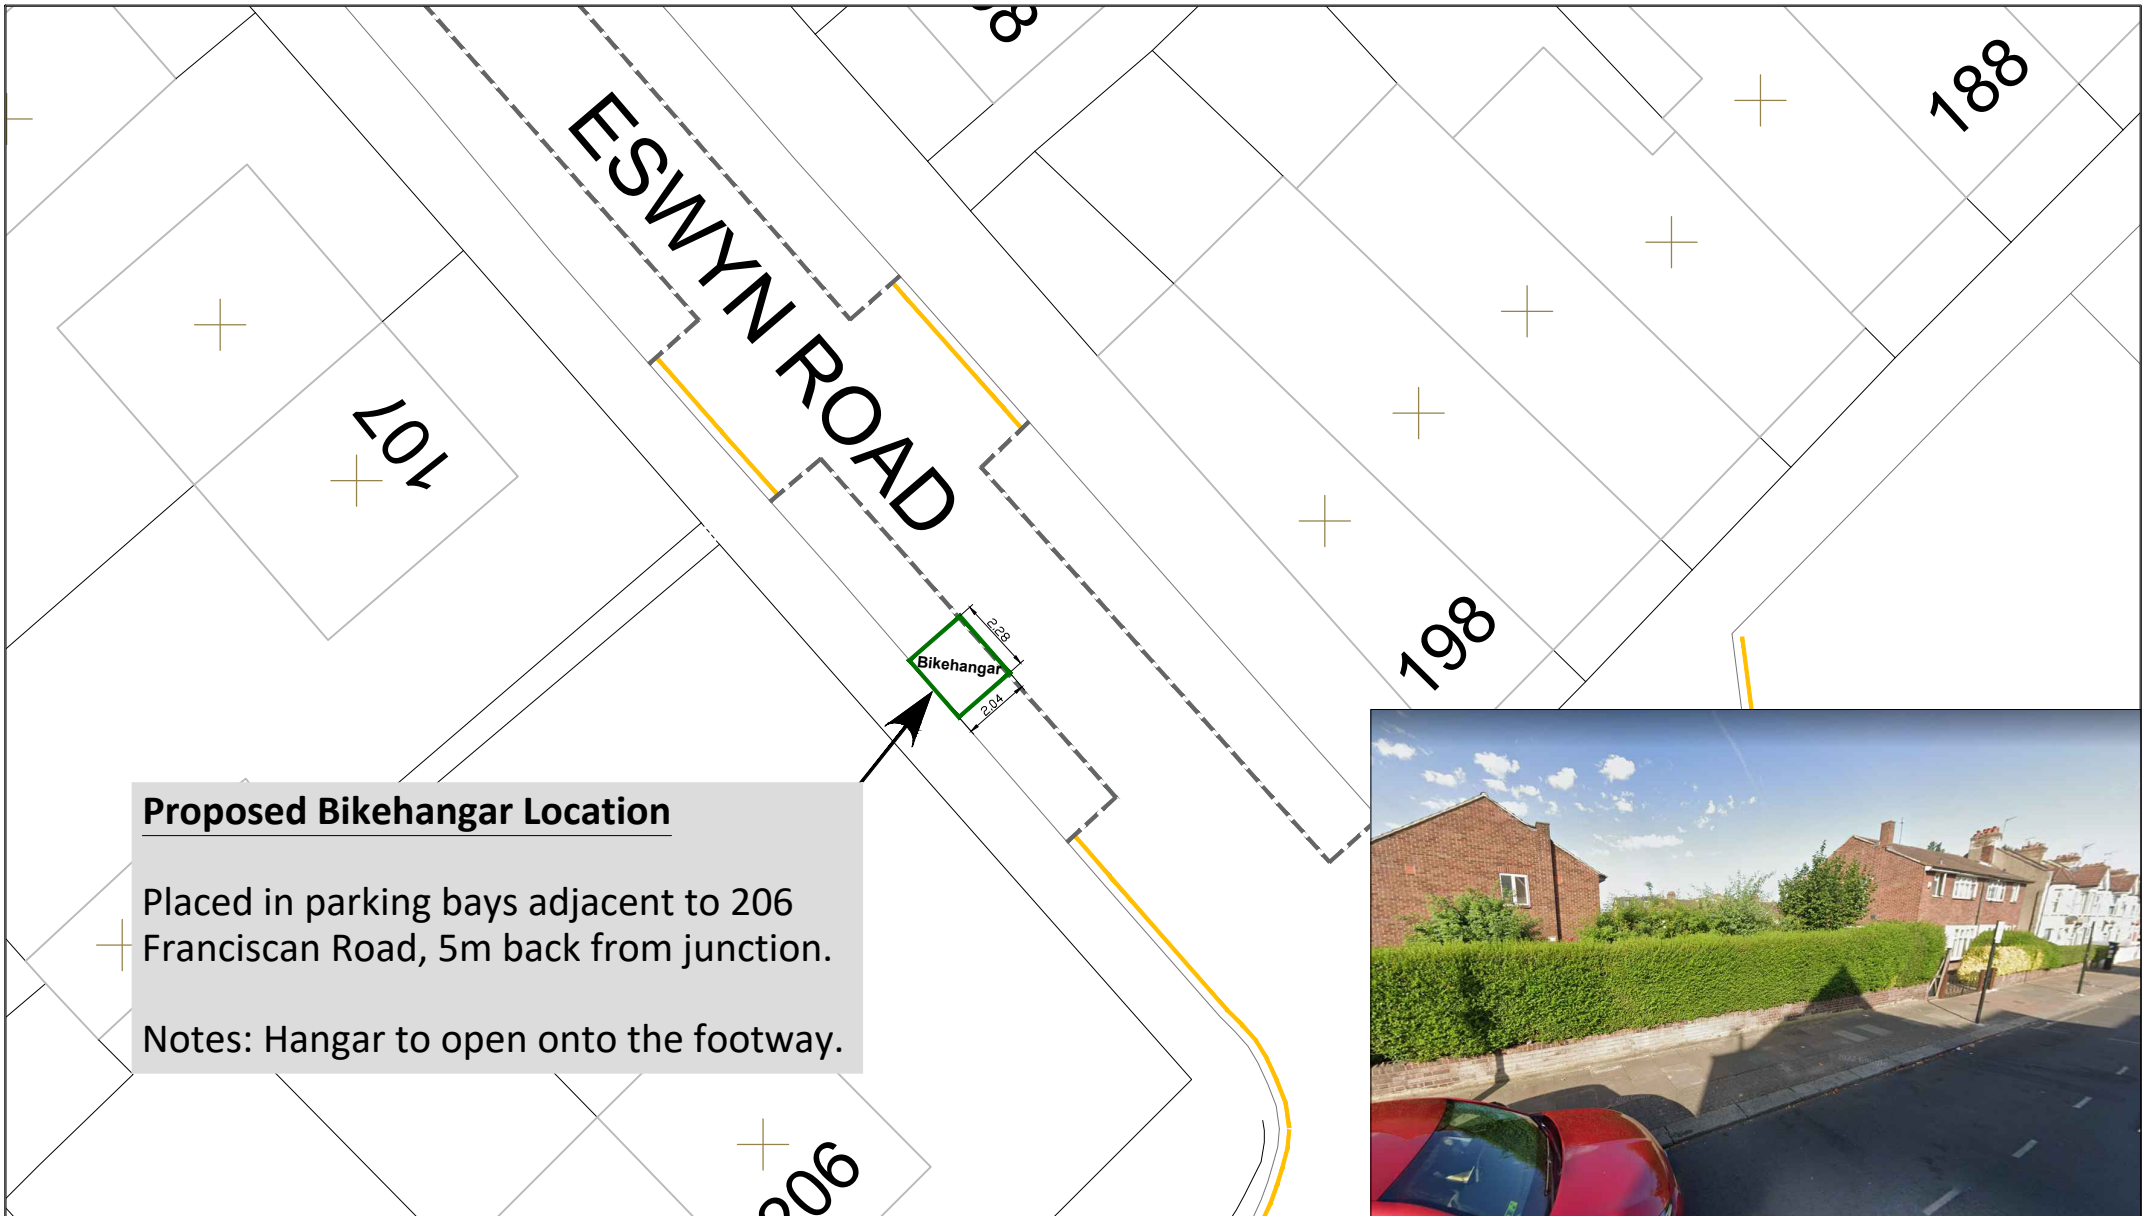 8
188
ESWYN ROAD
107
198
2.28
Bikehangar
2.04
Proposed Bikehangar Location
Placed in parking bays adjacent to 206
Franciscan Road, 5m back from junction.
Notes: Hangar to open onto the footway.
206